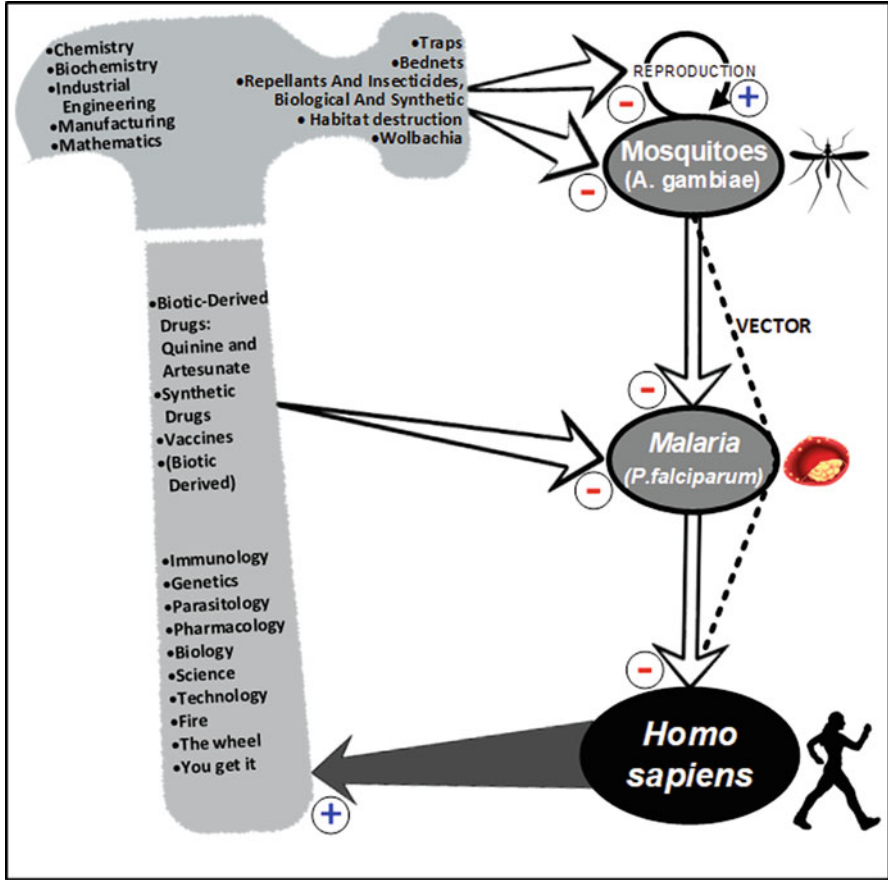 •Chemistry
•Biochemistry
•Industrial
Engineering
•Manufacturing
•Mathematics
•Traps
•Bednets
•Repellants And Insecticides,
Biological And Synthetic
• Habitat destruction
•Wolbachia
REPRODUCTION
-
+
Mosquitoes
(A. gambiae)
-
VECTOR
•Biotic-Derived
Drugs:
Quinine and
Artesunate
•Synthetic
Drugs
•Vaccines
•(Biotic
Derived)
-
Malaria
(P.falciparum)
-
•Immunology
•Genetics
•Parasitology
•Pharmacology
•Biology
•Science
•Technology
•Fire
•The wheel
•You get it
-
Homo
sapiens
+